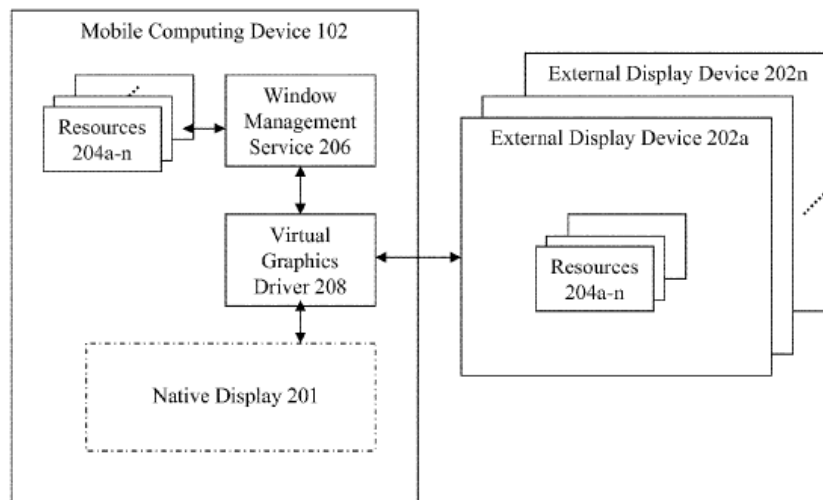 Mobile Computing Device 102
Resources
204a-n
Window
Management
Service 206
Virtual
Graphics
Driver 208
Native Display 201
External Display Device 202n
External Display Device 202a
Resources
204a-n